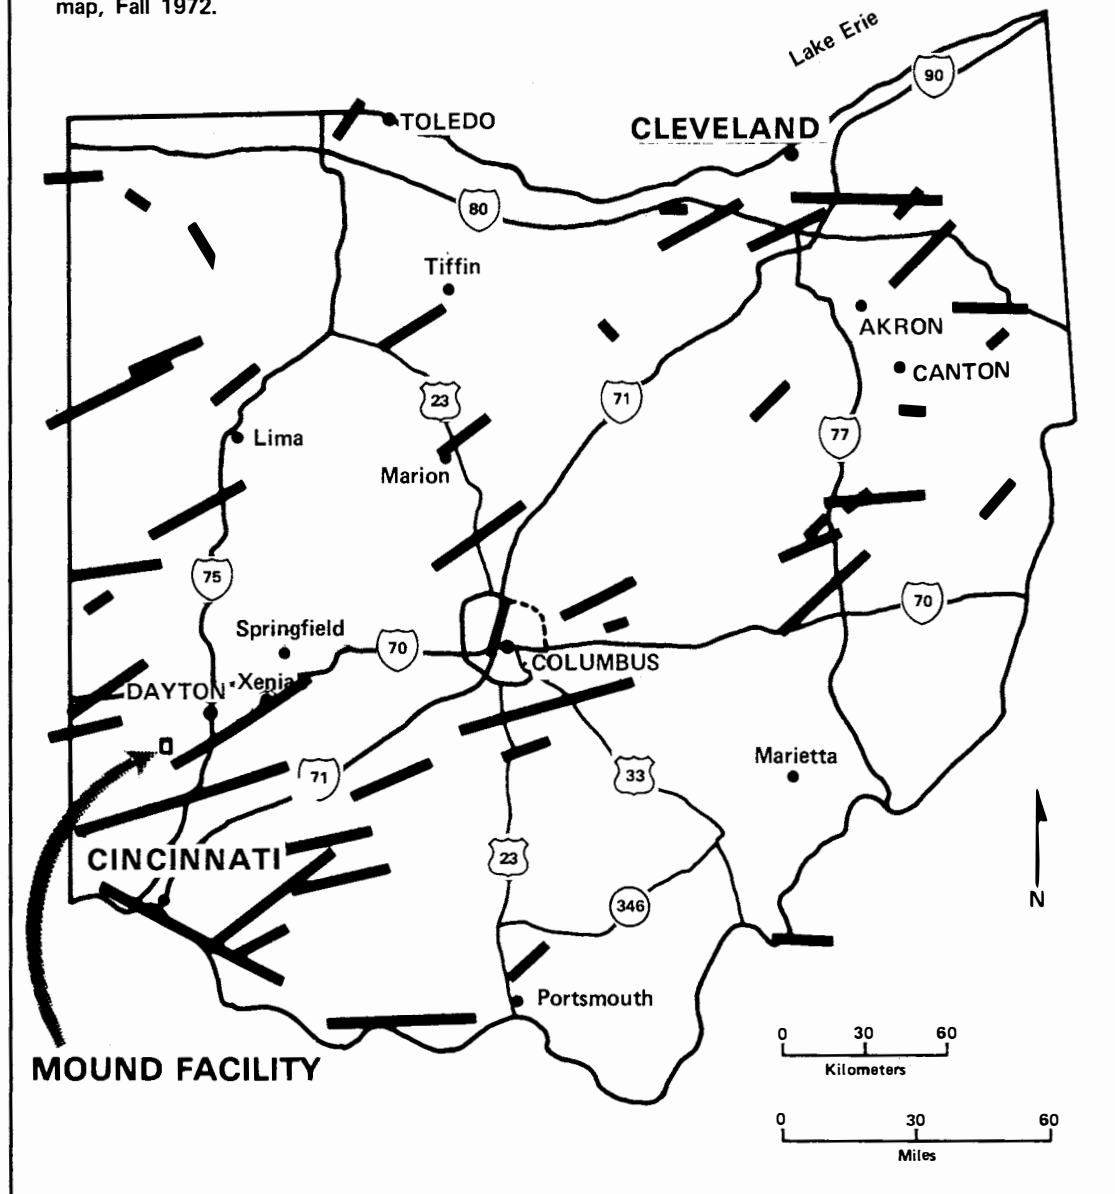 map, Fall 1972.
Lake Erie
90
TOLEDO
CLEVELAND
80
Tiffin
AKRON
CANTON
23
71
77
Lima
Marion
75
70
Springfield
70
Xenia
DAYTON
COLUMBUS
Marietta
33
71
23
CINCINNATI
346
N
Portsmouth
0 30 60
Kilometers
MOUND FACILITY
0 30 60
Miles